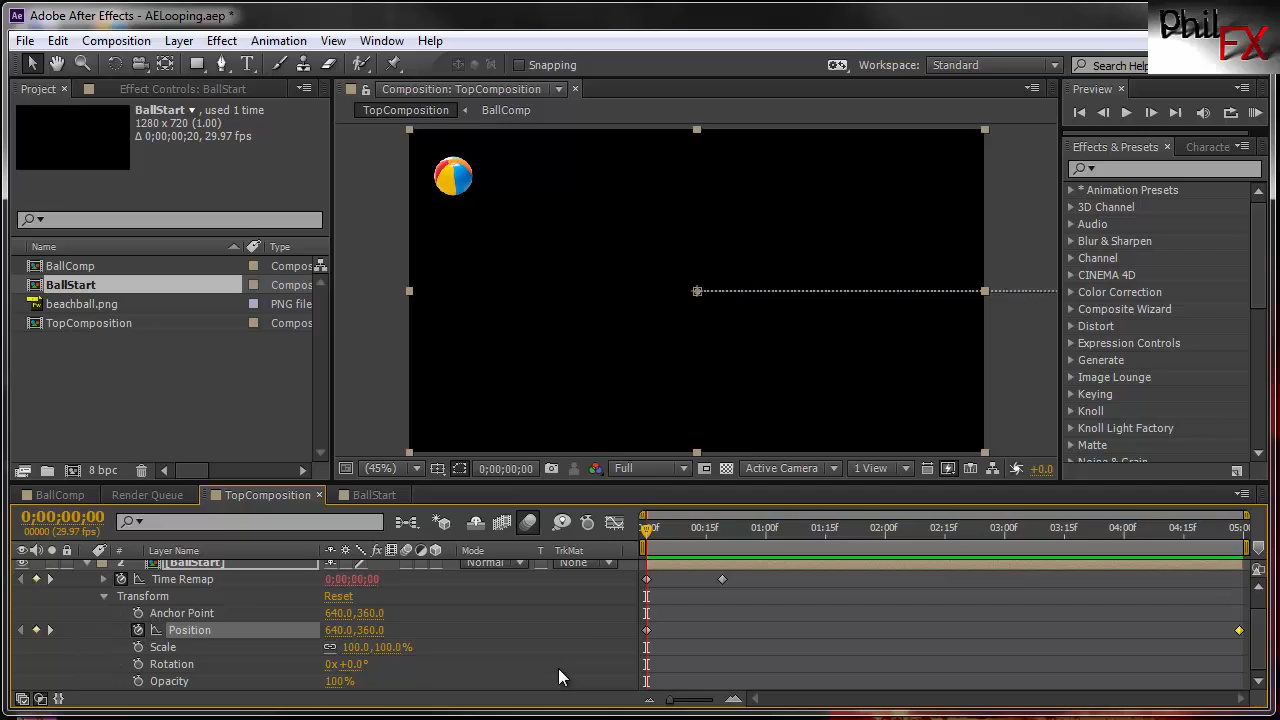 Adobe After Effects - AELooping.aep *
Phil
FX
File Edit Composition Layer Effect Animation View Window Help
Snapping Workspace: Standard Search Help
Project Effect Controls: BallStart
Composition: TopComposition
Preview
BallStart , used 1 time
1280 x 720 (1.00)
Δ 0;00;00;20, 29.97 fps
TopComposition BallComp
Effects & Presets Characte
* Animation Presets
3D Channel
Audio
Blur & Sharpen
Channel
CINEMA 4D
Color Correction
Composite Wizard
Distort
Expression Controls
Generate
Image Lounge
Keying
Knoll
Knoll Light Factory
Matte
Noise & Grain
Name Type
BallComp Compos
BallStart Compos
beachball.png PNG file
TopComposition Compos
8 bpc
(45%) 0;00;00;00 Full Active Camera 1 View +0.0
BallComp Render Queue TopComposition BallStart
0;00;00;00
00000 (29.97 fps)
:00f 00:15f 01:00f 01:15f 02:00f 02:15f 03:00f 03:15f 04:00f 04:15f 05:00
# Layer Name Mode T TrkMat
2 [BallStart] Normal None
Time Remap 0;00;00;00
Transform Reset
Anchor Point 640.0,360.0
Position 640.0,360.0
Scale 100.0,100.0%
Rotation 0x+0.0°
Opacity 100%